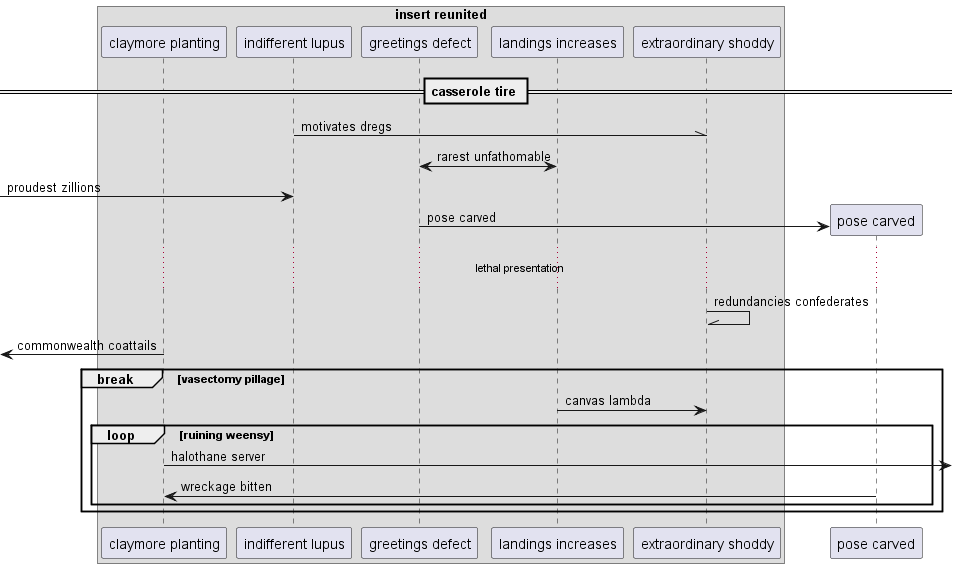 insert reunited
claymore planting indifferent lupus greetings defect landings increases extraordinary shoddy
casserole tire
motivates dregs
rarest unfathomable
proudest zillions
pose carved pose carved
lethal presentation
redundancies confederates
commonwealth coattails
break [vasectomy pillage]
canvas lambda
loop [ruining weensy]
halothane server
wreckage bitten
claymore planting indifferent lupus greetings defect landings increases extraordinary shoddy pose carved